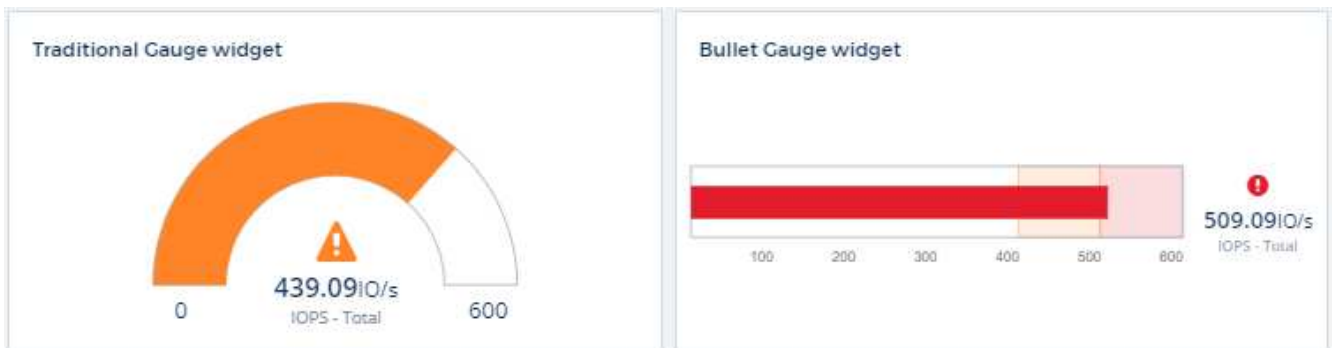 Traditional Gauge widget
439.09IO/s
0
600
IOPS - Total
Bullet Gauge widget
509.09IO/s
IOPS - Total
100 200 300 400 500 600